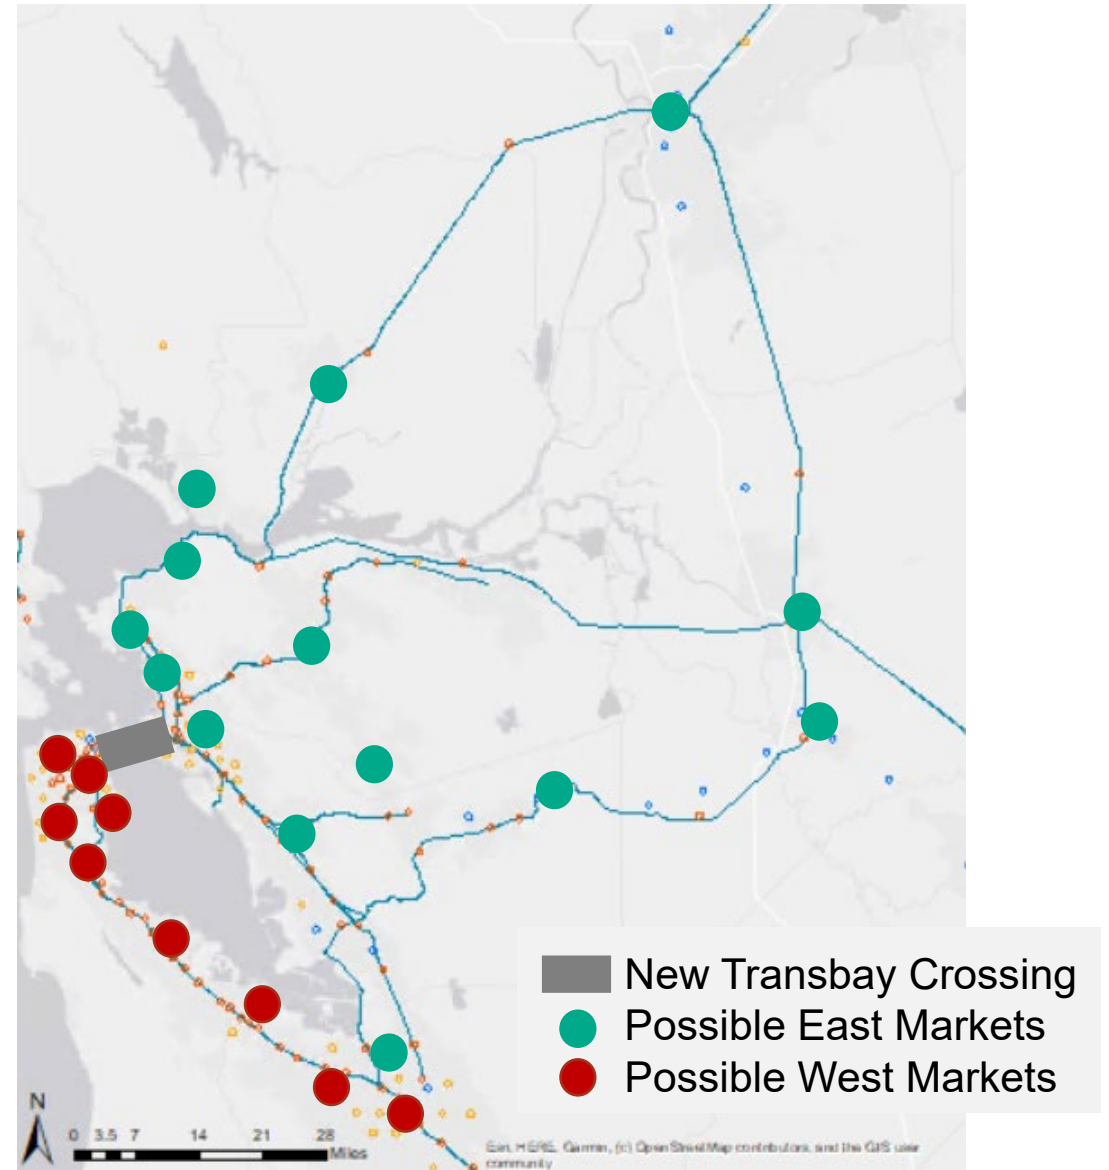 New Transbay Crossing
Possible East Markets
Possible West Markets
N
0 3.5 7 14 21 28
Miles
Esri, HERE, Garmin, (c) OpenStreetMap contributors, and the GIS user
community